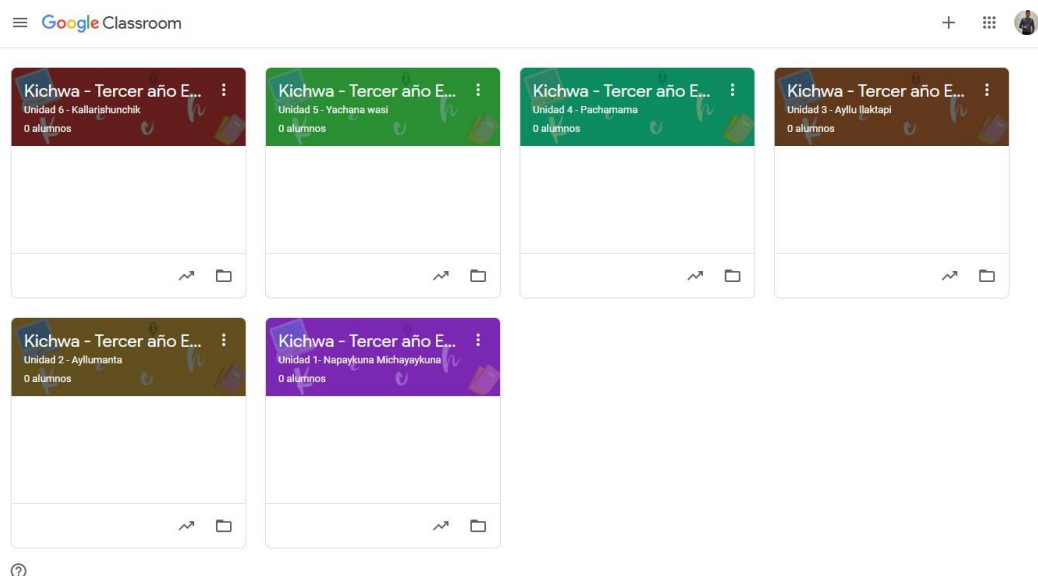 Google Classroom
Kichwa - Tercer año E...
Unidad 6 - Kallarishunchik
0 alumnos
Kichwa - Tercer año E...
Unidad 5 - Yachana wasi
0 alumnos
Kichwa - Tercer año E...
Unidad 4 - Pachamama
0 alumnos
Kichwa - Tercer año E...
Unidad 3 - Ayllu llaktapi
0 alumnos
Kichwa - Tercer año E...
Unidad 2 - Ayllumanta
0 alumnos
Kichwa - Tercer año E...
Unidad 1- Napaykuna Michayaykuna
0 alumnos